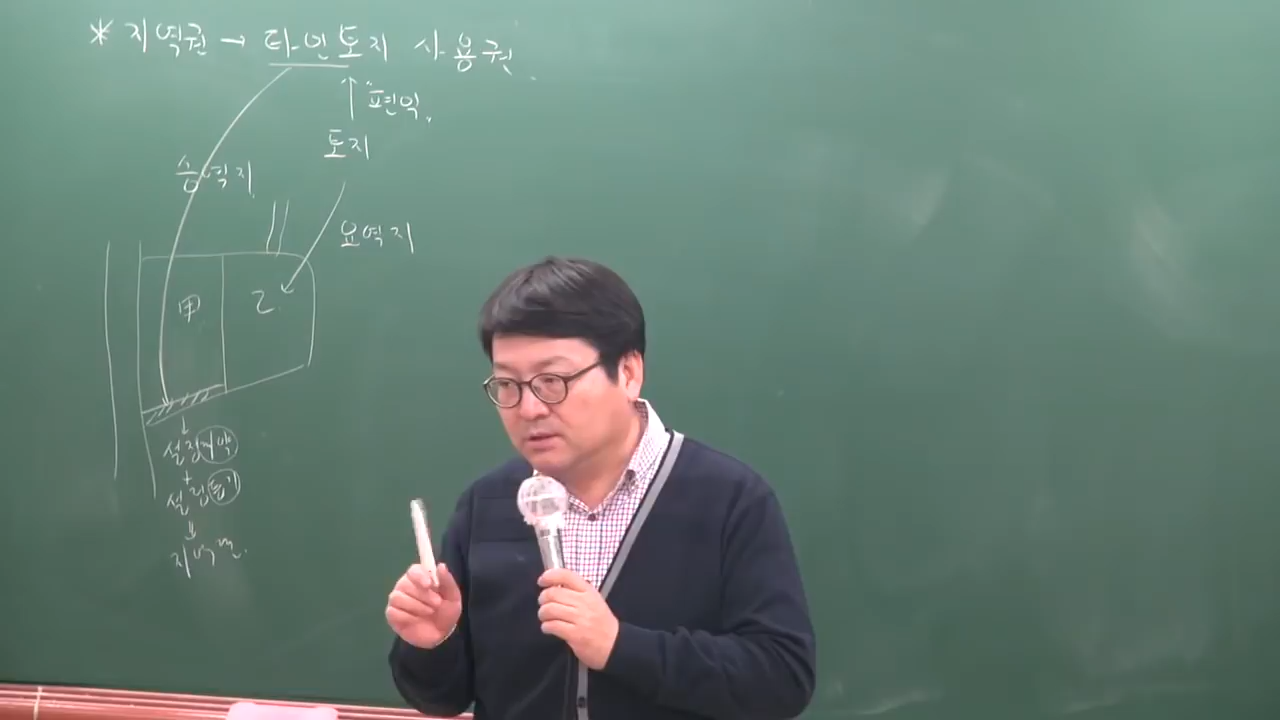 * 지역권 → 타인토지 사용권.
↑ "편익"
토지
승역지
요역지
甲 乙
↓
설정계약
+
설정등기
⇓
지역권.